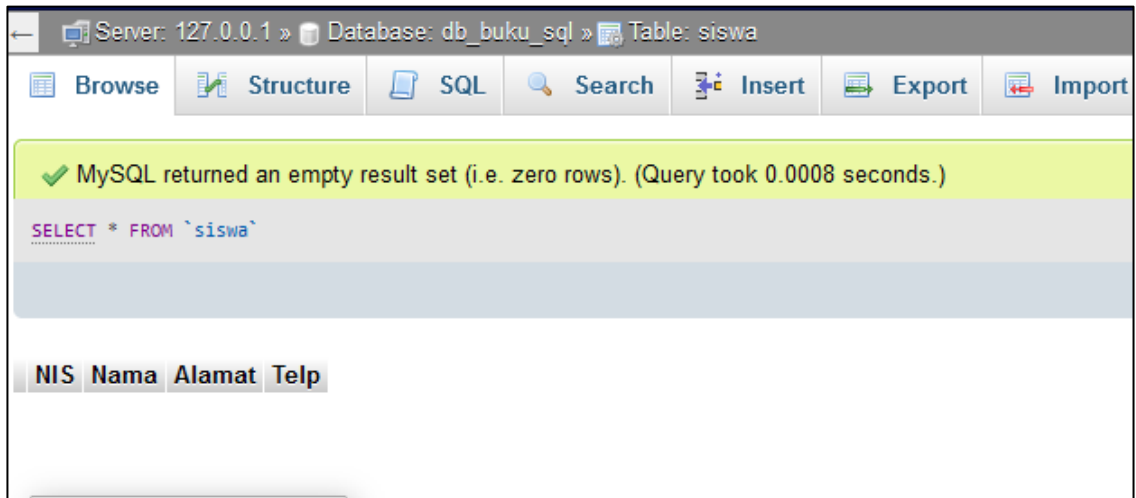 Server: 127.0.0.1 » Database: db_buku_sql » Table: siswa
Browse Structure SQL Search Insert Export Import
MySQL returned an empty result set (i.e. zero rows). (Query took 0.0008 seconds.)
SELECT * FROM `siswa`
NIS Nama Alamat Telp